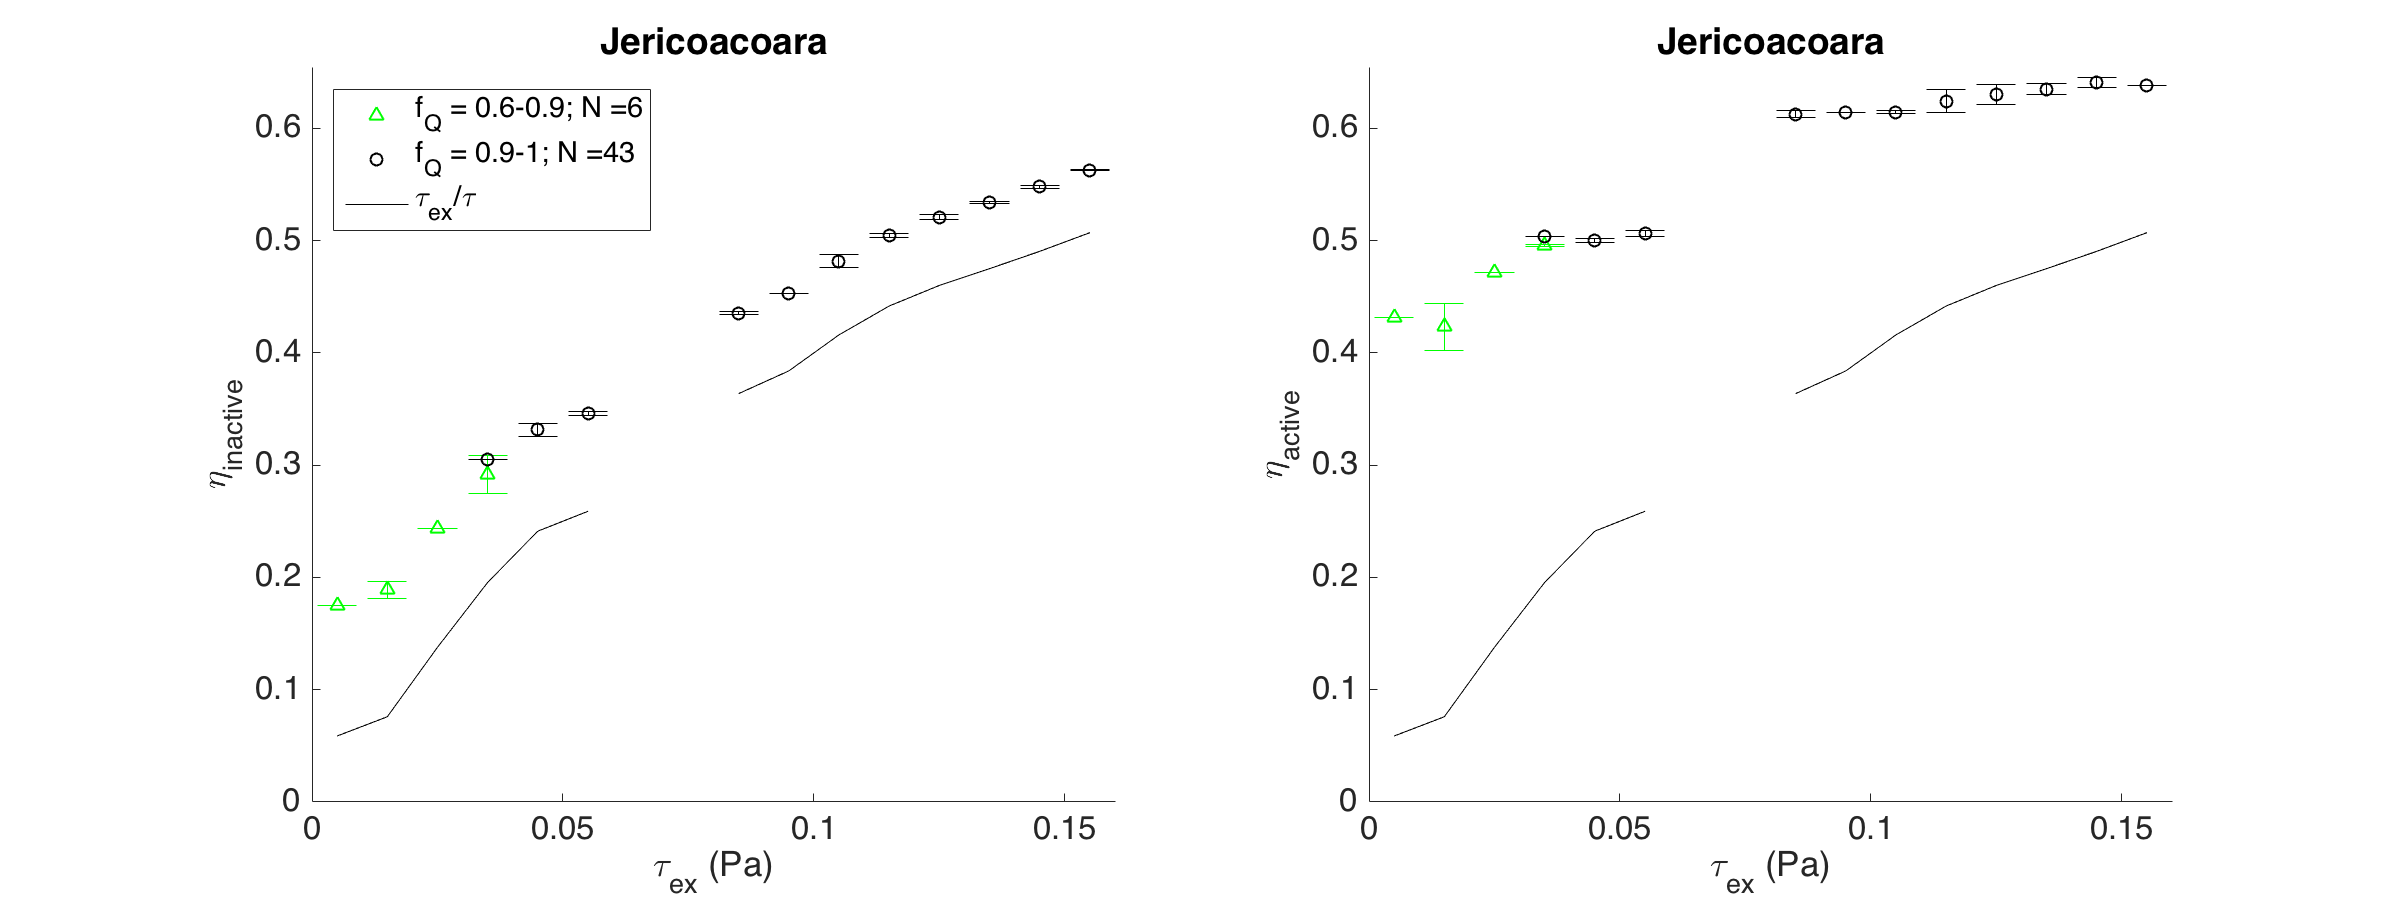 Jericoacoara
f_Q = 0.6-0.9; N =6
f_Q = 0.9-1; N =43
τ_ex/τ
0.6
0.5
0.4
0.3
0.2
0.1
0
η_inactive
0
0.05
0.1
0.15
τ_ex (Pa)
Jericoacoara
0.6
0.5
0.4
0.3
0.2
0.1
0
η_active
0
0.05
0.1
0.15
τ_ex (Pa)